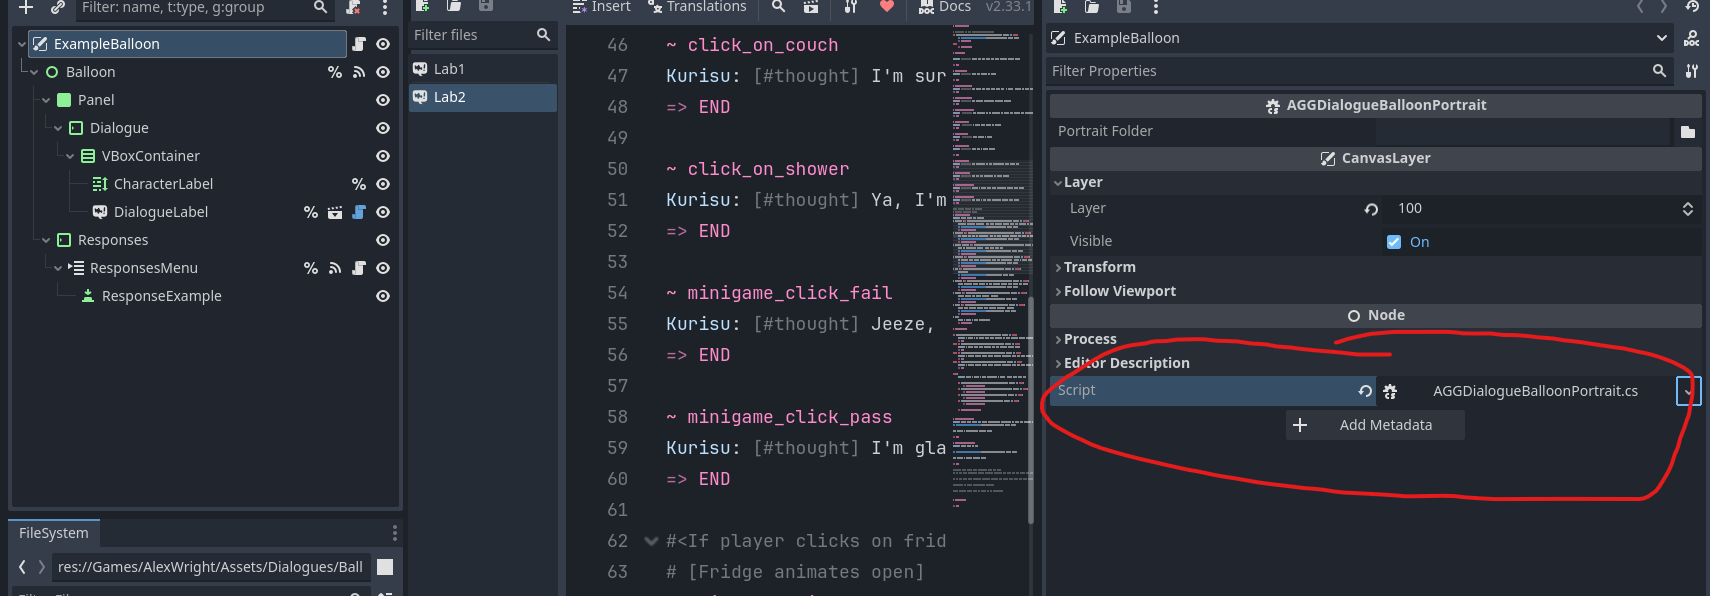 Filter: name, t:type, g:group
ExampleBalloon
Balloon
Panel
Dialogue
VBoxContainer
CharacterLabel
DialogueLabel
Responses
ResponsesMenu
ResponseExample
FileSystem
res://Games/AlexWright/Assets/Dialogues/Ball
Filter files
Lab1
Lab2
Insert Translations Docs v2.33.1
46 ~ click_on_couch
47 Kurisu: [#thought] I'm sur
48 => END
49
50 ~ click_on_shower
51 Kurisu: [#thought] Ya, I'm
52 => END
53
54 ~ minigame_click_fail
55 Kurisu: [#thought] Jeeze,
56 => END
57
58 ~ minigame_click_pass
59 Kurisu: [#thought] I'm gla
60 => END
61
62 #<If player clicks on frid
63 # [Fridge animates open]
ExampleBalloon
DOC
Filter Properties
AGGDialogueBalloonPortrait
Portrait Folder
CanvasLayer
Layer
Layer 100
Visible On
Transform
Follow Viewport
Node
Process
Editor Description
Script AGGDialogueBalloonPortrait.cs
Add Metadata